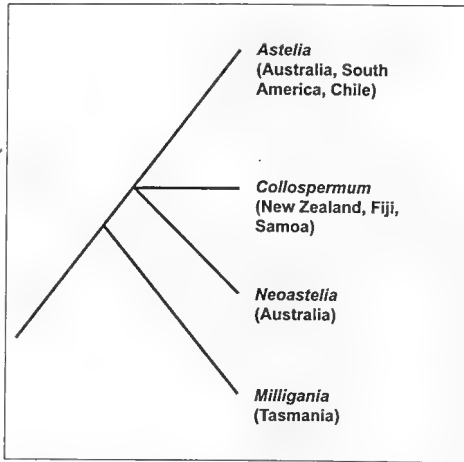 Astelia
(Australia, South
America, Chile)
Collospermum
(New Zealand, Fiji,
Samoa)
Neoastelia
(Australia)
Milligania
(Tasmania)